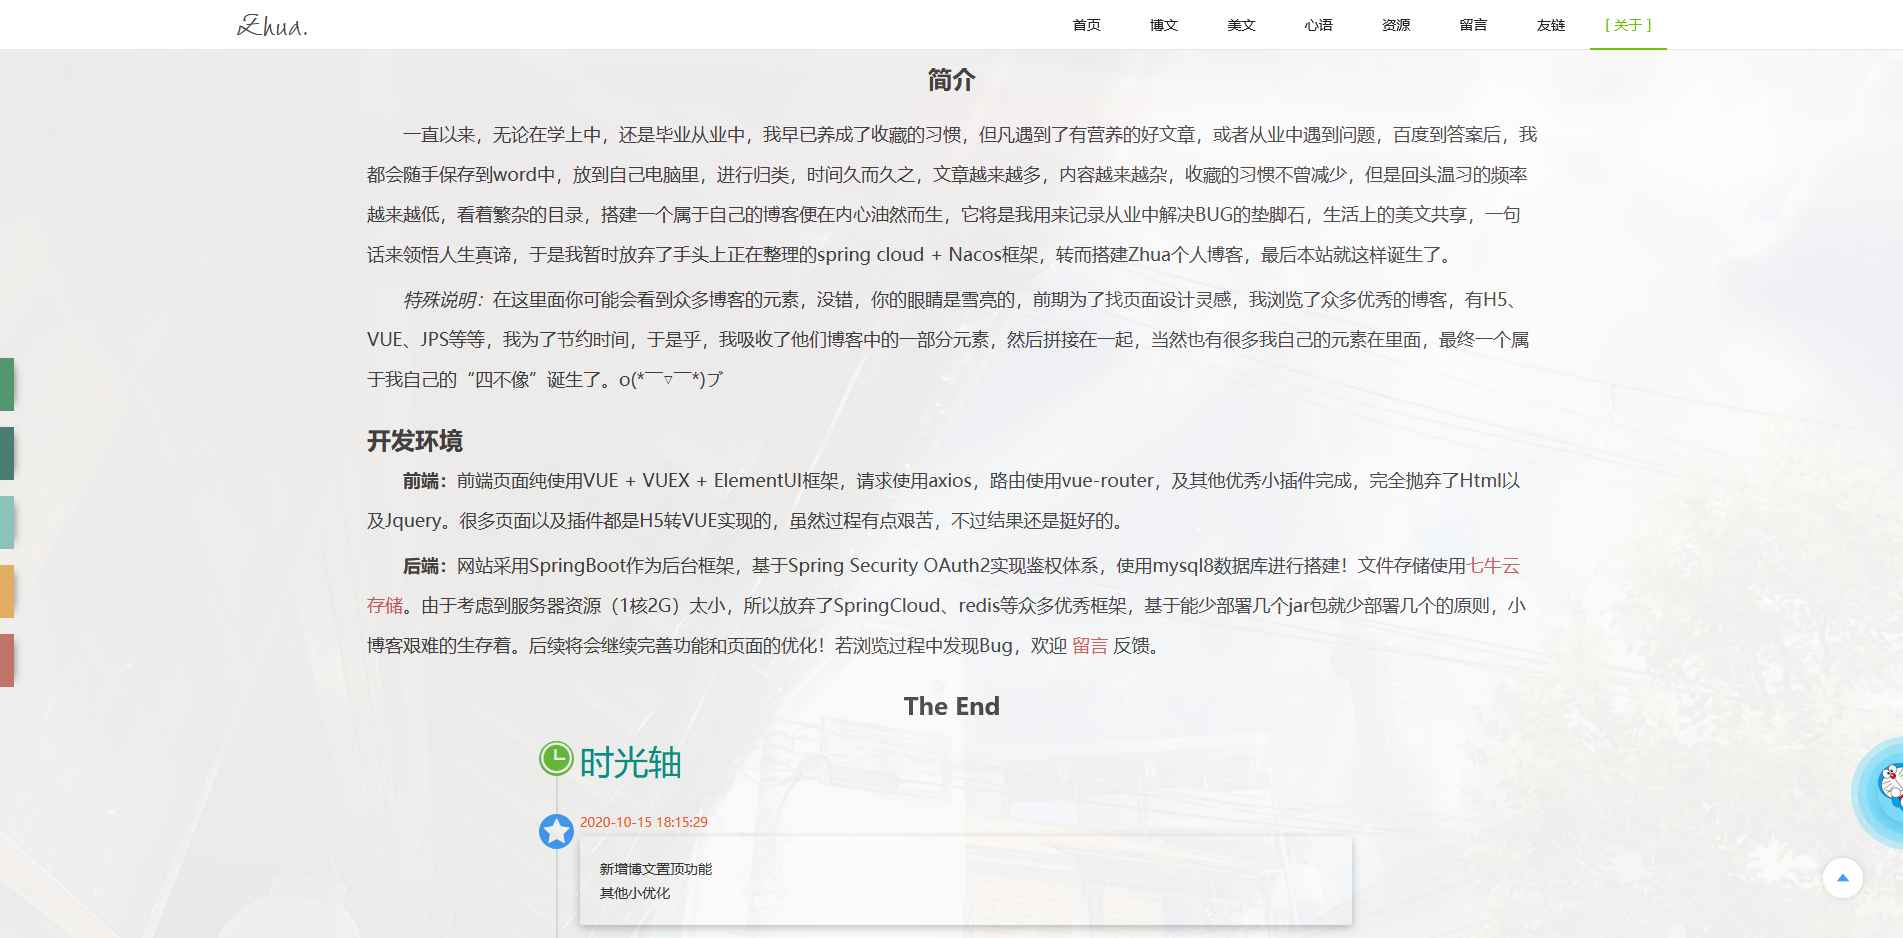 Zhua.
首页 博文 美文 心语 资源 留言 友链 [ 关于 ]
简介
一直以来，无论在学上中，还是毕业从业中，我早已养成了收藏的习惯，但凡遇到了有营养的好文章，或者从业中遇到问题，百度到答案后，我
都会随手保存到word中，放到自己电脑里，进行归类，时间久而久之，文章越来越多，内容越来越杂，收藏的习惯不曾减少，但是回头温习的频率
越来越低，看着繁杂的目录，搭建一个属于自己的博客便在内心油然而生，它将是我用来记录从业中解决BUG的垫脚石，生活上的美文共享，一句
话来领悟人生真谛，于是我暂时放弃了手头上正在整理的spring cloud + Nacos框架，转而搭建Zhua个人博客，最后本站就这样诞生了。
特殊说明：在这里面你可能会看到众多博客的元素，没错，你的眼睛是雪亮的，前期为了找页面设计灵感，我浏览了众多优秀的博客，有H5、
VUE、JPS等等，我为了节约时间，于是乎，我吸收了他们博客中的一部分元素，然后拼接在一起，当然也有很多我自己的元素在里面，最终一个属
于我自己的“四不像”诞生了。o(*￣▽￣*)ブ
开发环境
前端：前端页面纯使用VUE + VUEX + ElementUI框架，请求使用axios，路由使用vue-router，及其他优秀小插件完成，完全抛弃了Html以
及Jquery。很多页面以及插件都是H5转VUE实现的，虽然过程有点艰苦，不过结果还是挺好的。
后端：网站采用SpringBoot作为后台框架，基于Spring Security OAuth2实现鉴权体系，使用mysql8数据库进行搭建！文件存储使用七牛云
存储。由于考虑到服务器资源（1核2G）太小，所以放弃了SpringCloud、redis等众多优秀框架，基于能少部署几个jar包就少部署几个的原则，小
博客艰难的生存着。后续将会继续完善功能和页面的优化！若浏览过程中发现Bug，欢迎 留言 反馈。
The End
时光轴
2020-10-15 18:15:29
新增博文置顶功能
其他小优化